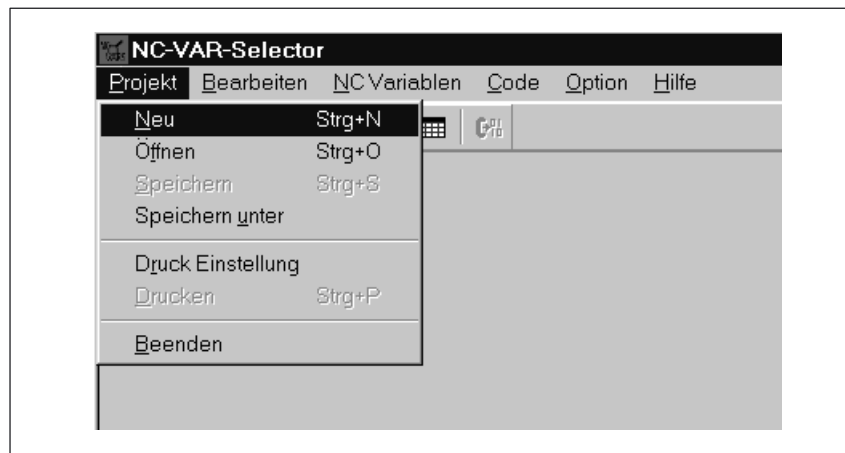 NC-VAR-Selector
Projekt Bearbeiten NC Variablen Code Option Hilfe
Neu Strg+N
Öffnen Strg+O
Speichern Strg+S
Speichern unter
Druck Einstellung
Drucken Strg+P
Beenden